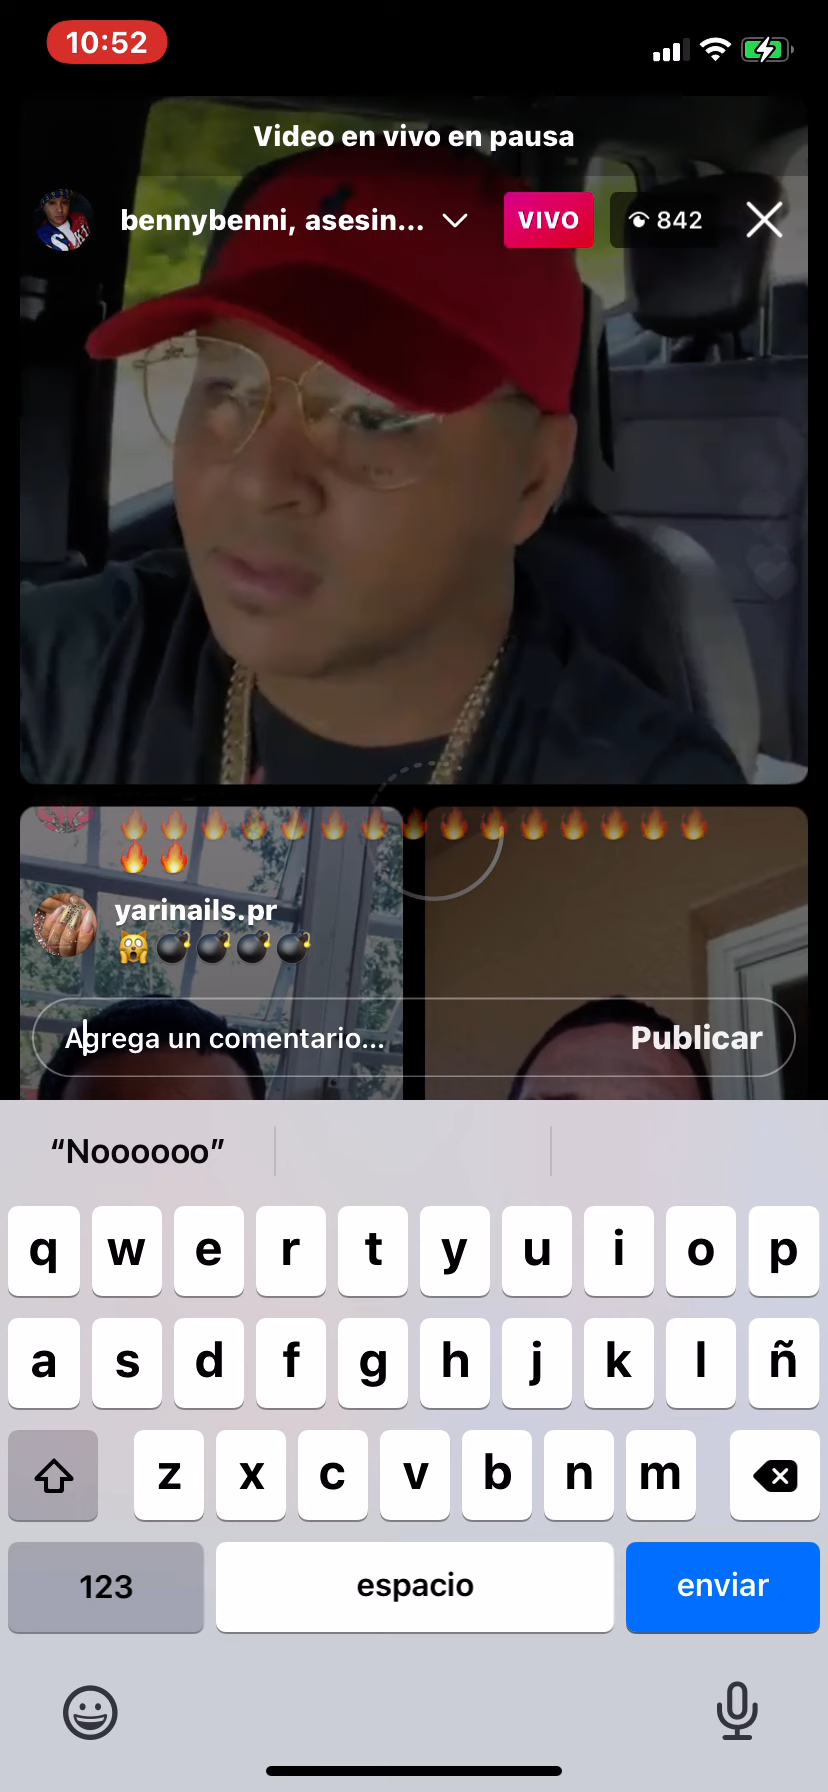 10:52
Video en vivo en pausa
bennybenni, asesin... VIVO 842
🔥🔥🔥🔥🔥🔥🔥🔥🔥🔥🔥🔥🔥🔥🔥
🔥🔥
yarinails.pr
🙀💣💣💣💣
Agrega un comentario... Publicar
“Noooooo”
q w e r t y u i o p
a s d f g h j k l ñ
z x c v b n m
123 espacio enviar